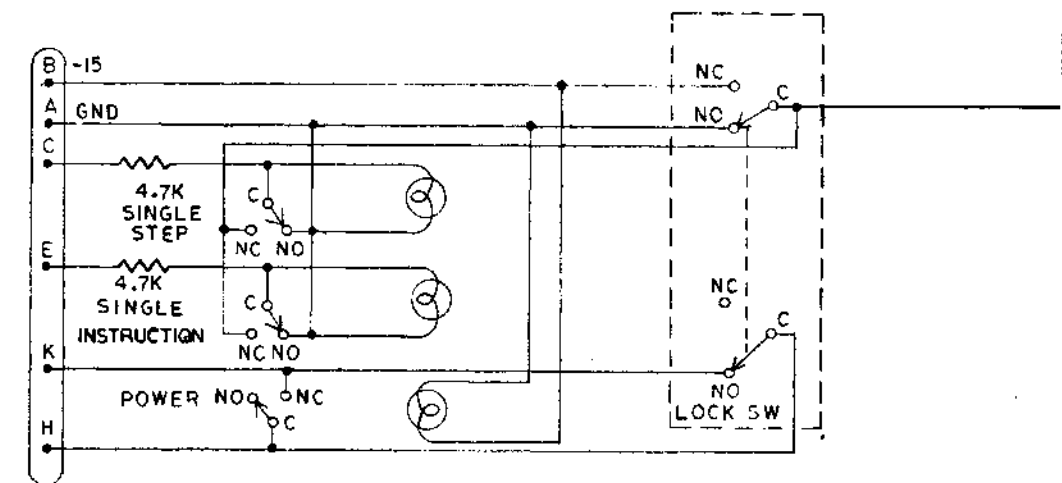 B -15
NC
C
A GND
NO
C
4.7K
SINGLE
STEP
C
NC NO
E
4.7K
SINGLE
INSTRUCTION
C
NC NO
NC
C
K
POWER NO NC
C
NO
LOCK SW
H